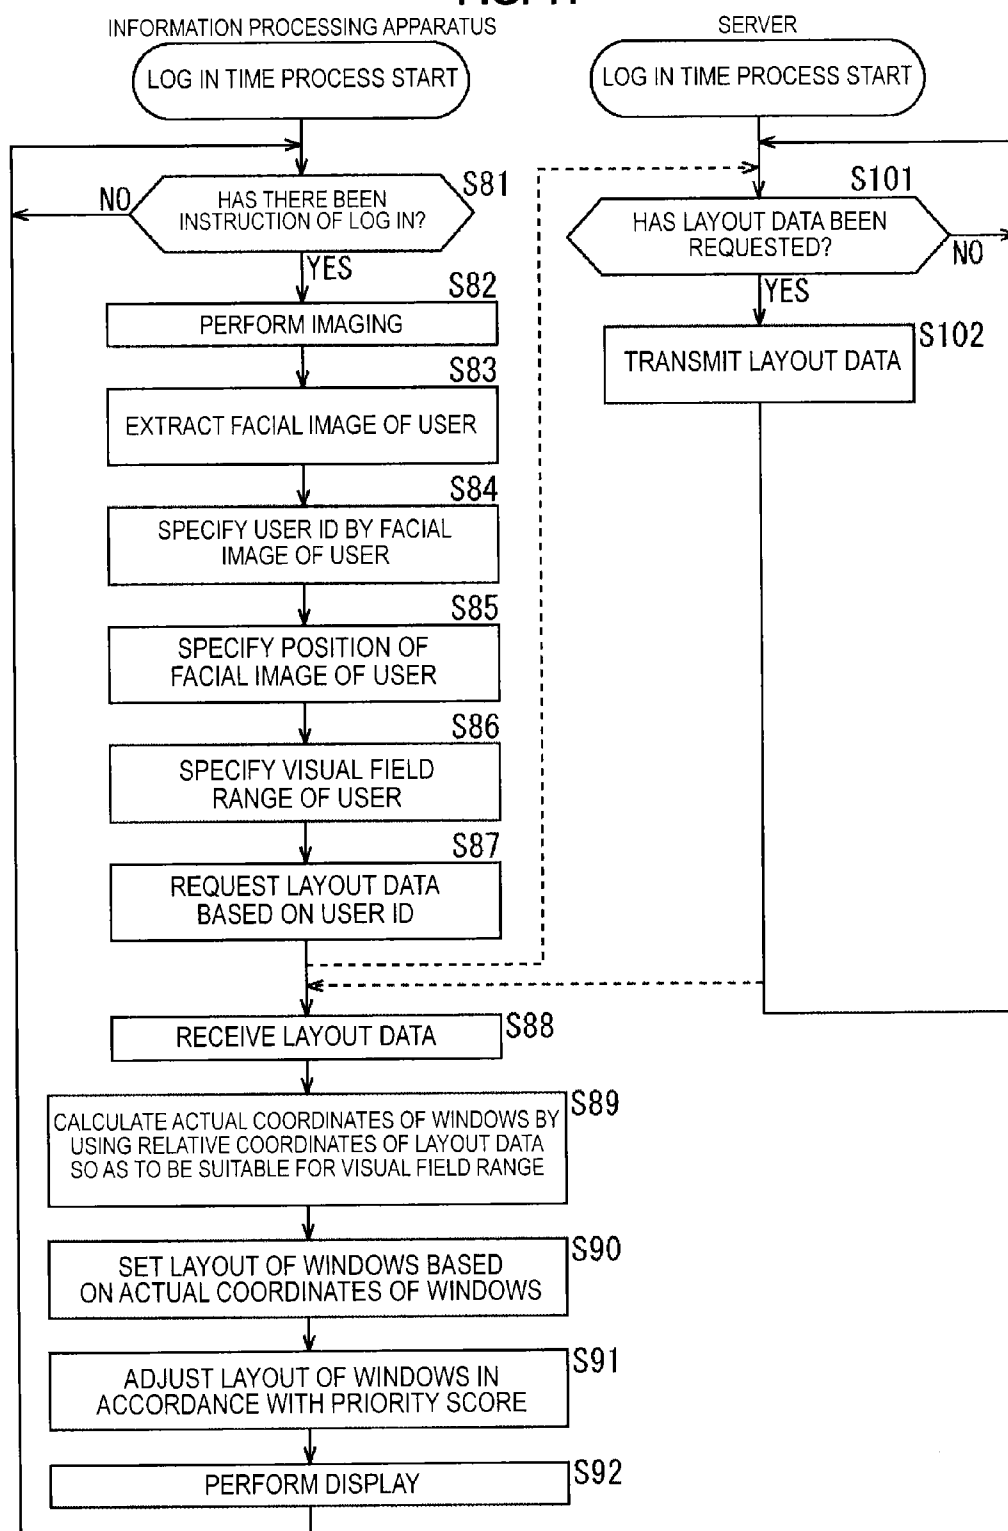 INFORMATION PROCESSING APPARATUS
LOG IN TIME PROCESS START
NO
HAS THERE BEEN
INSTRUCTION OF LOG IN?
S81
YES
S82
PERFORM IMAGING
S83
EXTRACT FACIAL IMAGE OF USER
S84
SPECIFY USER ID BY FACIAL
IMAGE OF USER
S85
SPECIFY POSITION OF
FACIAL IMAGE OF USER
S86
SPECIFY VISUAL FIELD
RANGE OF USER
S87
REQUEST LAYOUT DATA
BASED ON USER ID
RECEIVE LAYOUT DATA
S88
CALCULATE ACTUAL COORDINATES OF WINDOWS BY
USING RELATIVE COORDINATES OF LAYOUT DATA
SO AS TO BE SUITABLE FOR VISUAL FIELD RANGE
S89
SET LAYOUT OF WINDOWS BASED
ON ACTUAL COORDINATES OF WINDOWS
S90
ADJUST LAYOUT OF WINDOWS IN
ACCORDANCE WITH PRIORITY SCORE
S91
PERFORM DISPLAY
S92
SERVER
LOG IN TIME PROCESS START
S101
HAS LAYOUT DATA BEEN
REQUESTED?
NO
YES
S102
TRANSMIT LAYOUT DATA